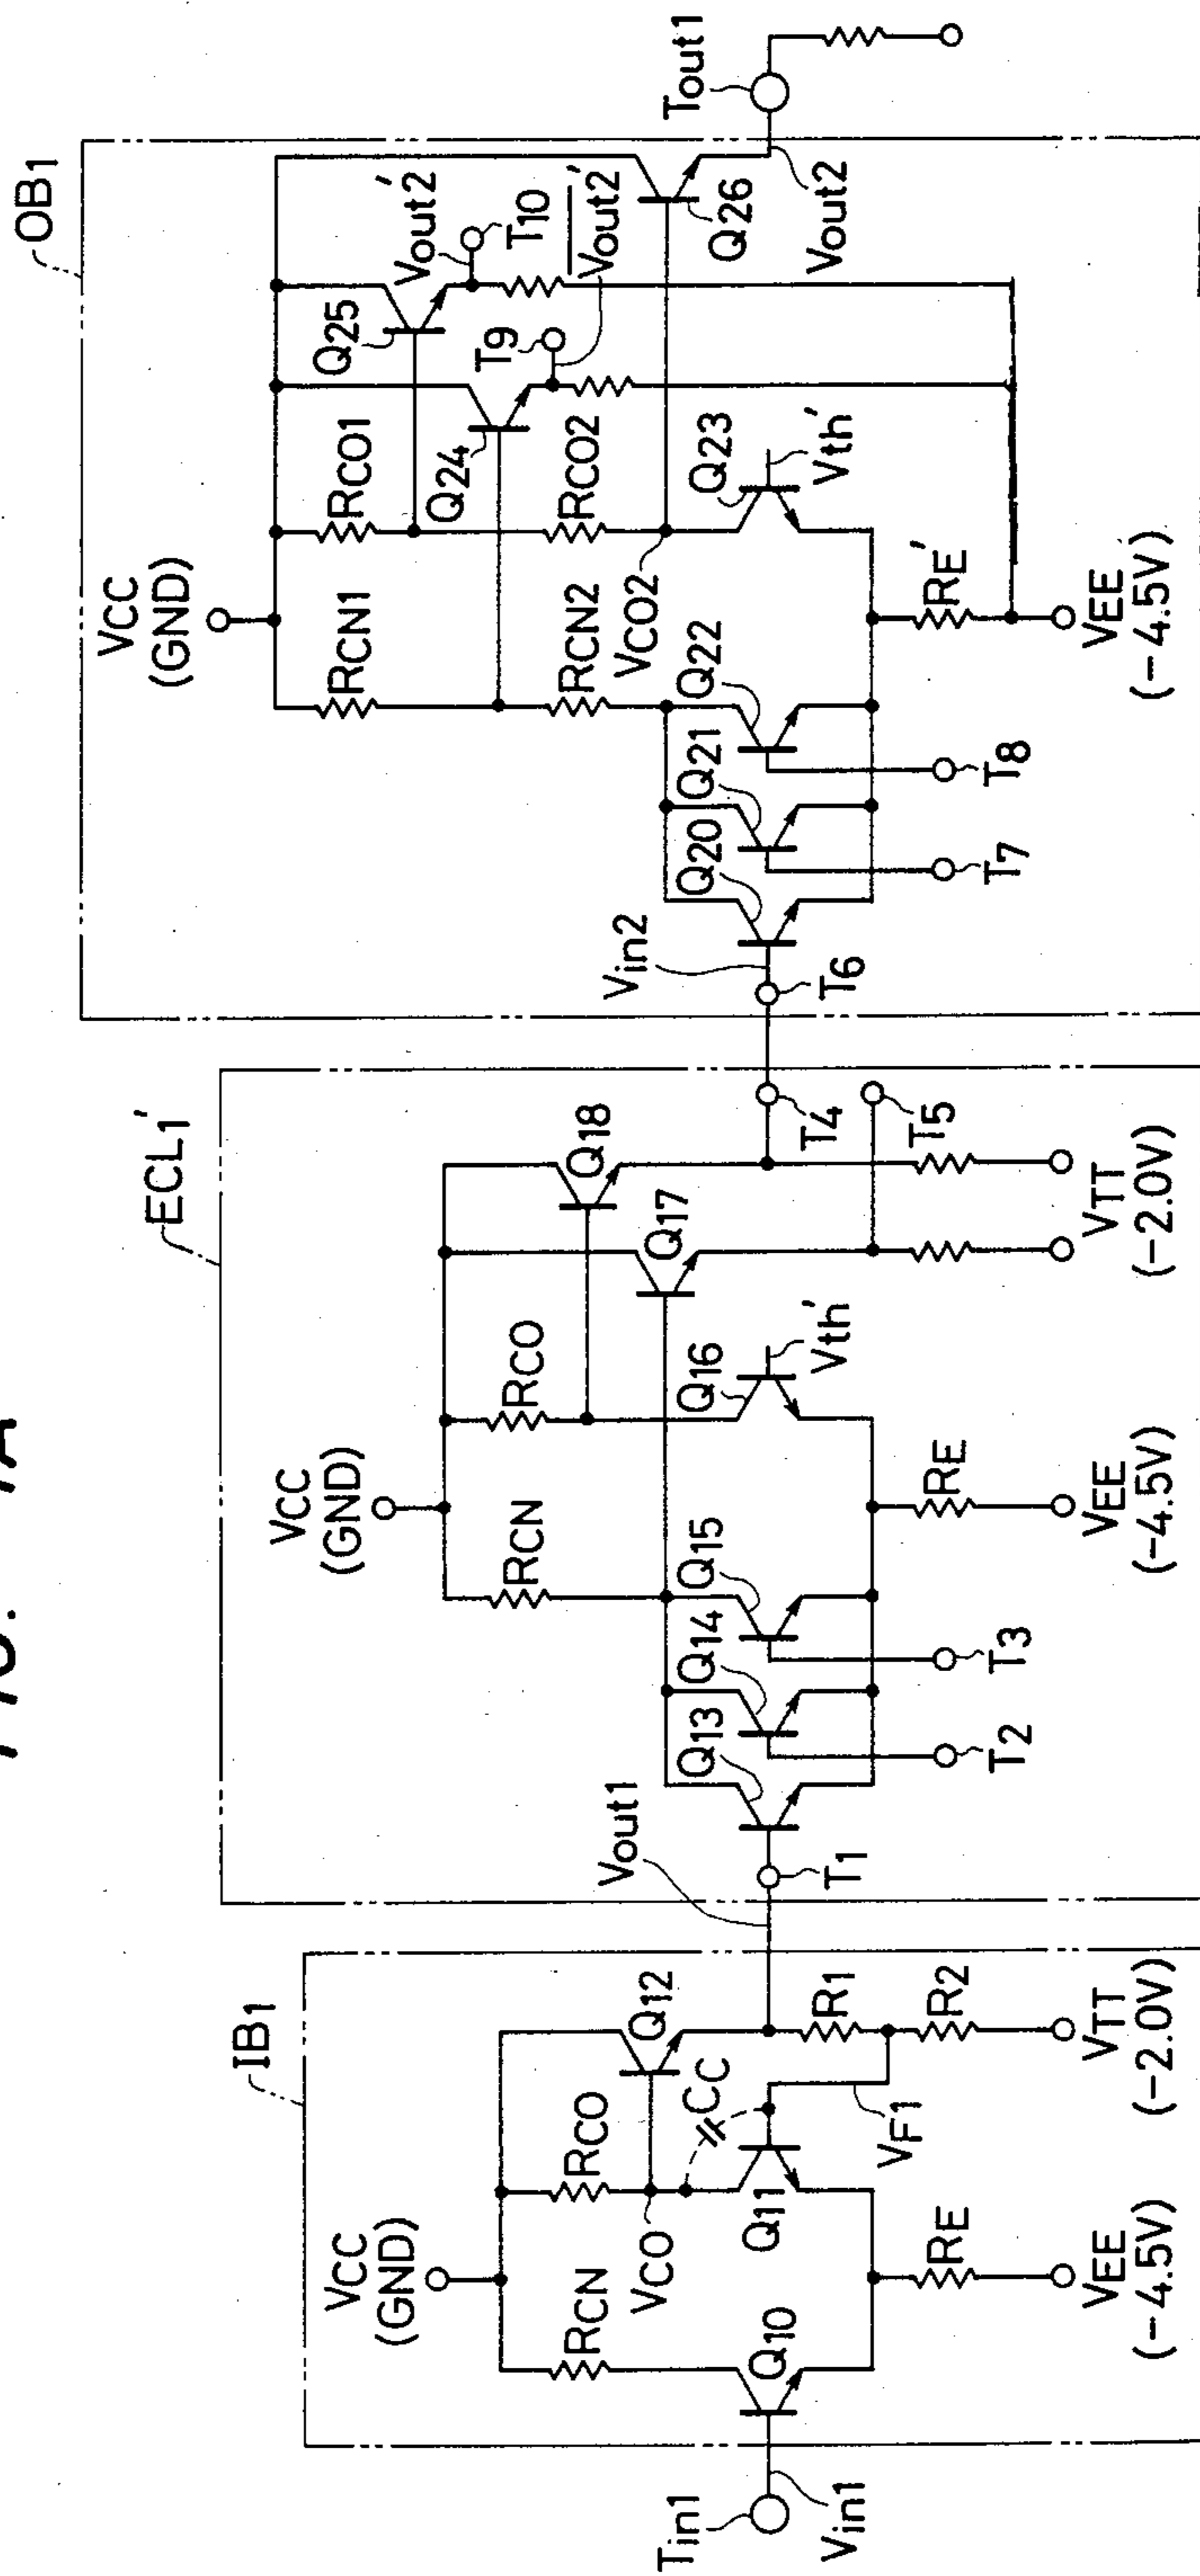 IB1
VCC
(GND)
RCN
RCO
VCO
Q12
CC
Q10
Q11
R1
R2
VF1
RE
VEE
(-4.5V)
VTT
(-2.0V)
Tin1
Vin1
Vout1
ECL1'
VCC
(GND)
RCN
RCO
Q18
Q17
Q13
Q14
Q15
Q16
Vth'
T1
T2
T3
T4
T5
RE
VEE
(-4.5V)
VTT
(-2.0V)
OB1
VCC
(GND)
RCN1
RCO1
RCN2
RCO2
VCO2
Q25
Q24
Vout2'
T10
T9
Vout2'
Q26
Vout2
Tout1
Vin2
Q20
Q21
Q22
Q23
Vth'
T6
T7
T8
RE'
VEE
(-4.5V)